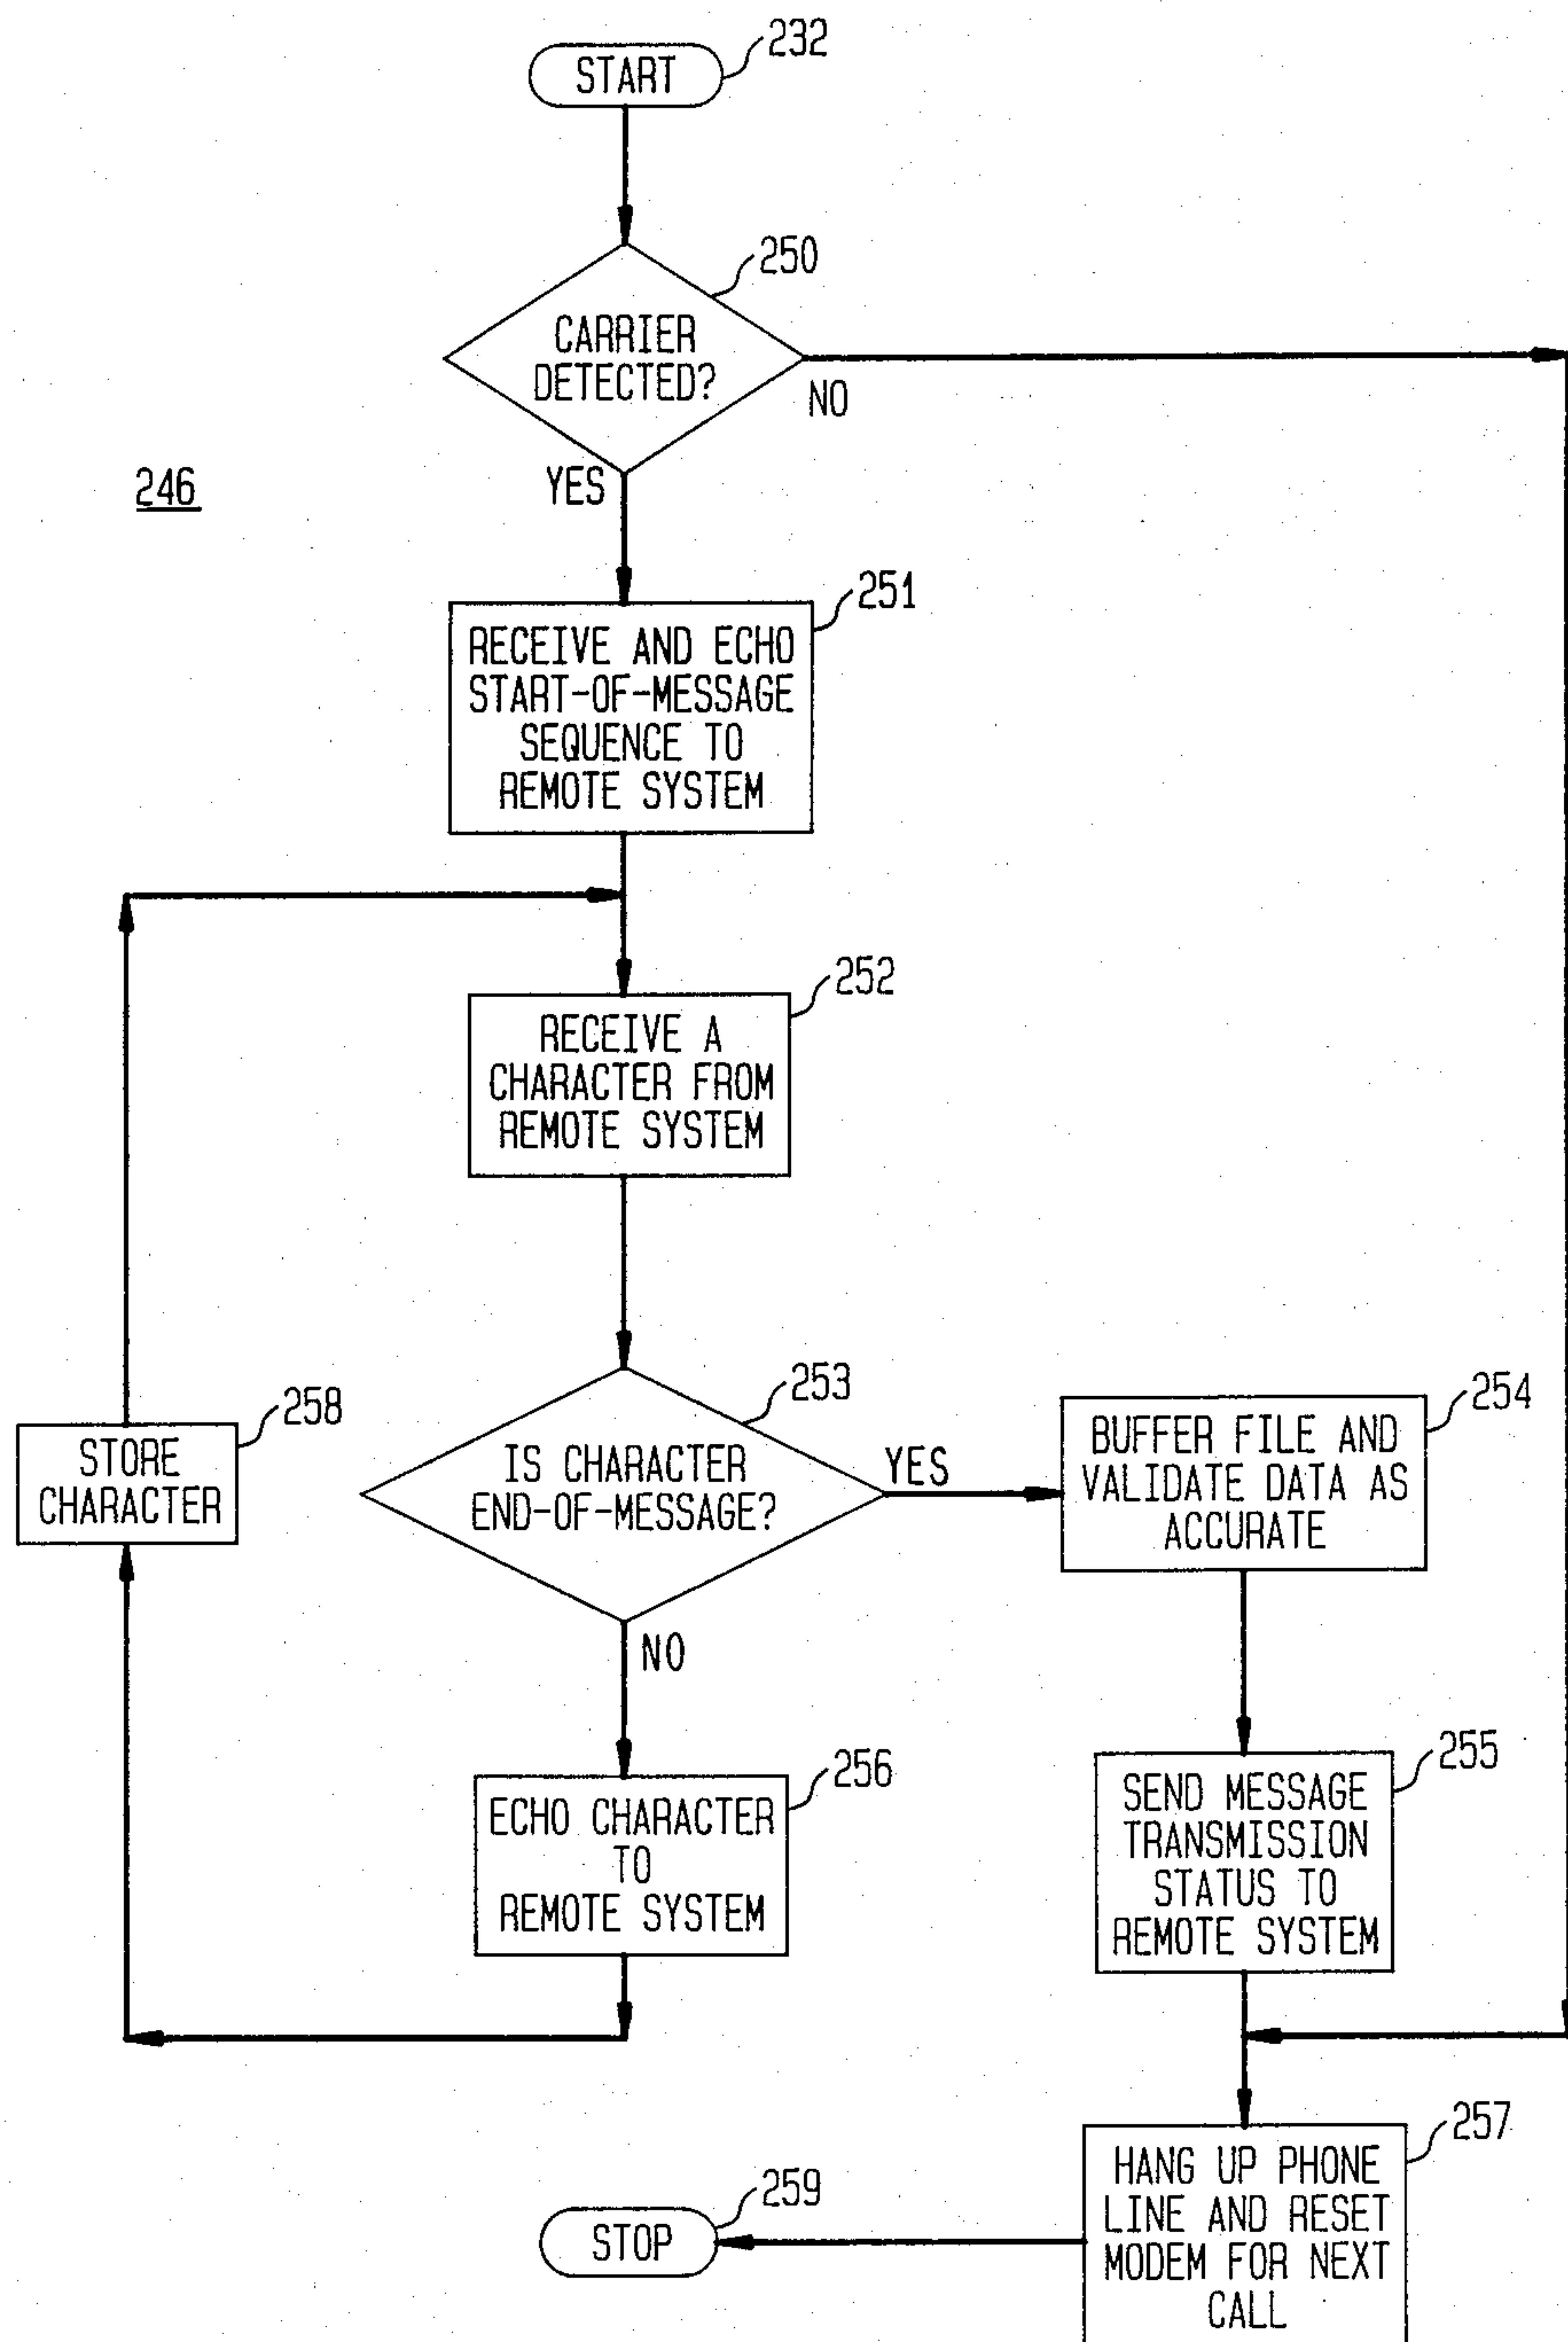 232
START
250
CARRIER
DETECTED?
NO
246
YES
251
RECEIVE AND ECHO
START-OF-MESSAGE
SEQUENCE TO
REMOTE SYSTEM
252
RECEIVE A
CHARACTER FROM
REMOTE SYSTEM
253
IS CHARACTER
END-OF-MESSAGE?
YES
254
BUFFER FILE AND
VALIDATE DATA AS
ACCURATE
258
STORE
CHARACTER
NO
256
ECHO CHARACTER
TO
REMOTE SYSTEM
255
SEND MESSAGE
TRANSMISSION
STATUS TO
REMOTE SYSTEM
257
HANG UP PHONE
LINE AND RESET
MODEM FOR NEXT
CALL
259
STOP